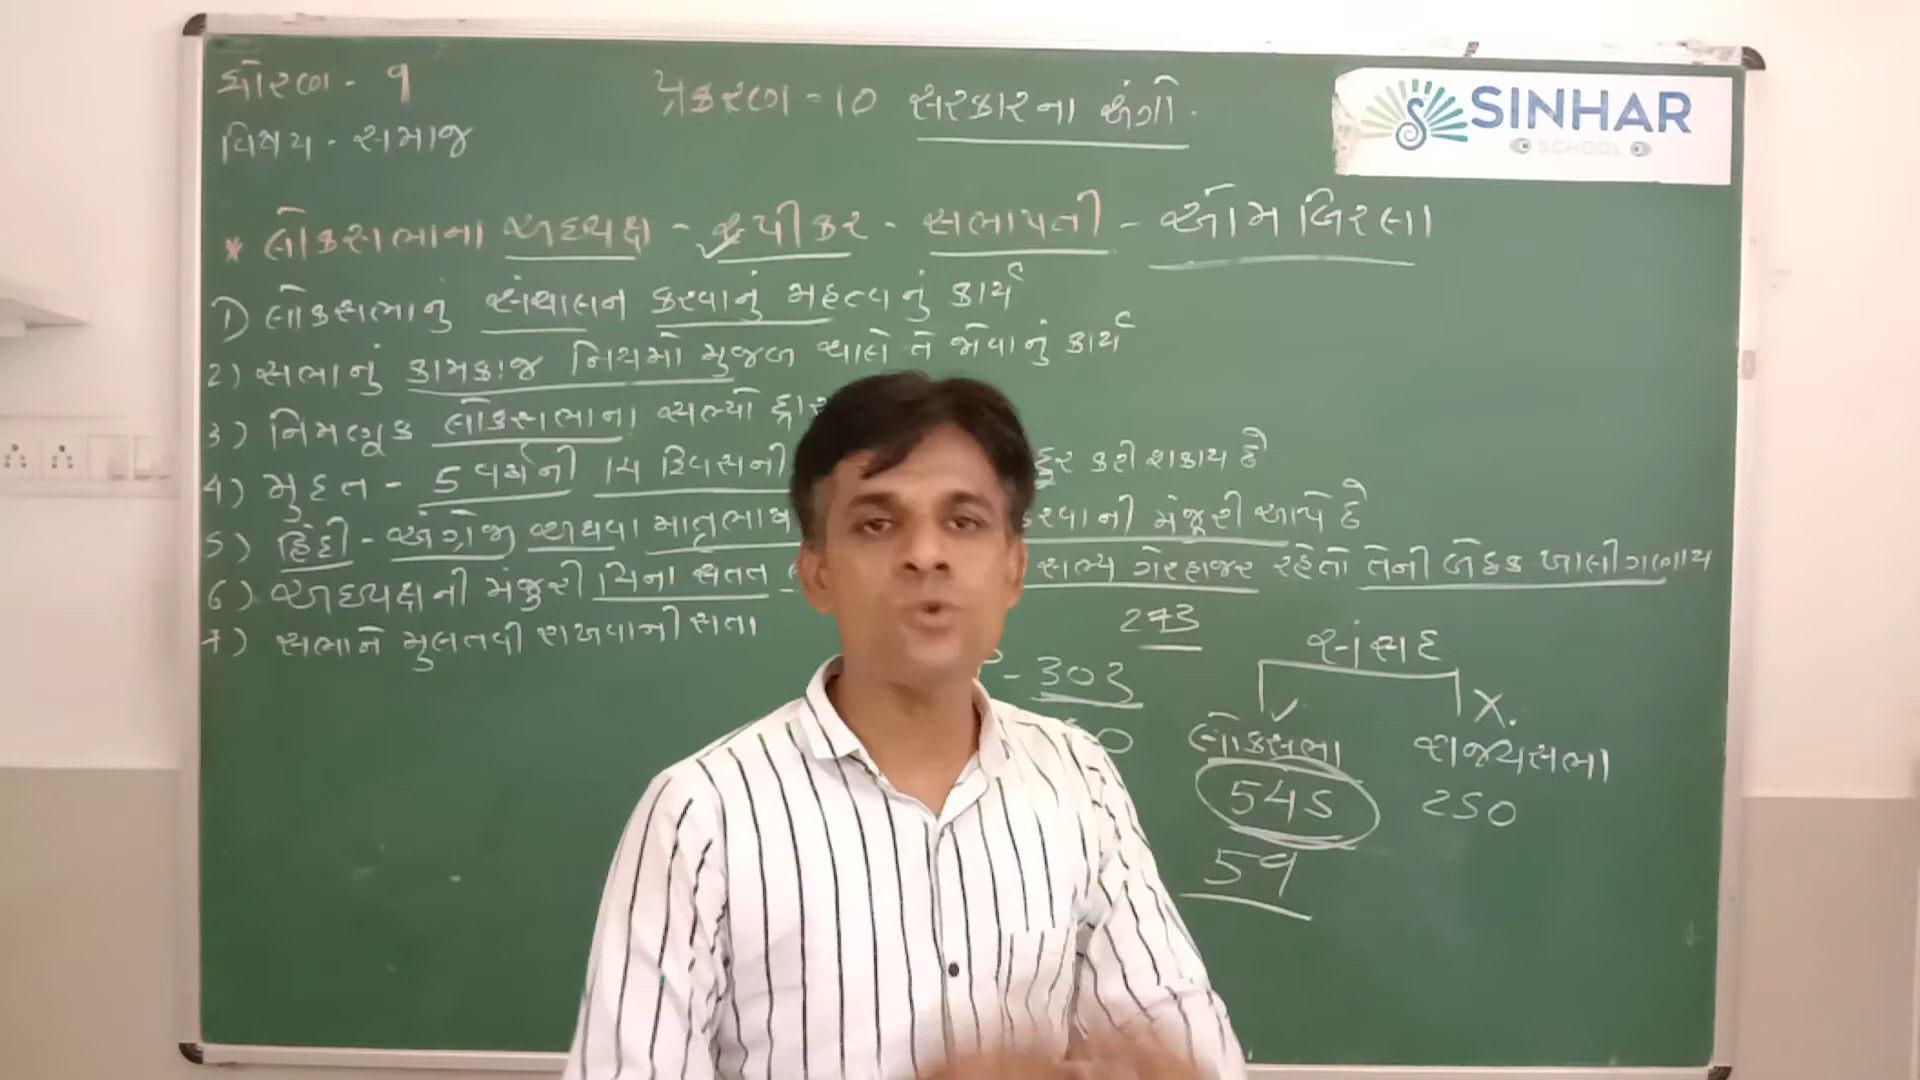 ધોરણ - ૧
વિષય - સમાજ
પ્રકરણ - 10 સરકારના અંગો.
SINHAR
SCHOOL
* લોકસભાના અધ્યક્ષ - સ્પીકર - સભાપતી - ઓમ બિરલા
1) લોકસભાનું સંચાલન કરવાનું મહત્વનું કાર્ય
2) સભાનું કામકાજ નિયમો મુજબ ચાલે તે જોવાનું કાર્ય
3) નિમણૂક લોકસભાના સભ્યો
4) મુદત - 5 વર્ષની 14 દિવસની દુર કરી શકાય છે
5) હિંદી - અંગ્રેજી અથવા મંજૂરી આપે છે
6) અધ્યક્ષની મંજુરી વિના સતત સભ્ય ગેરહાજર રહેતો તેની બેઠક ખાલી ગણાય
7) સભાને મુલતવી રાખવાની સતા
273
- 303
સંસદ
X.
લોકસભા રાજ્યસભા
545 250
59